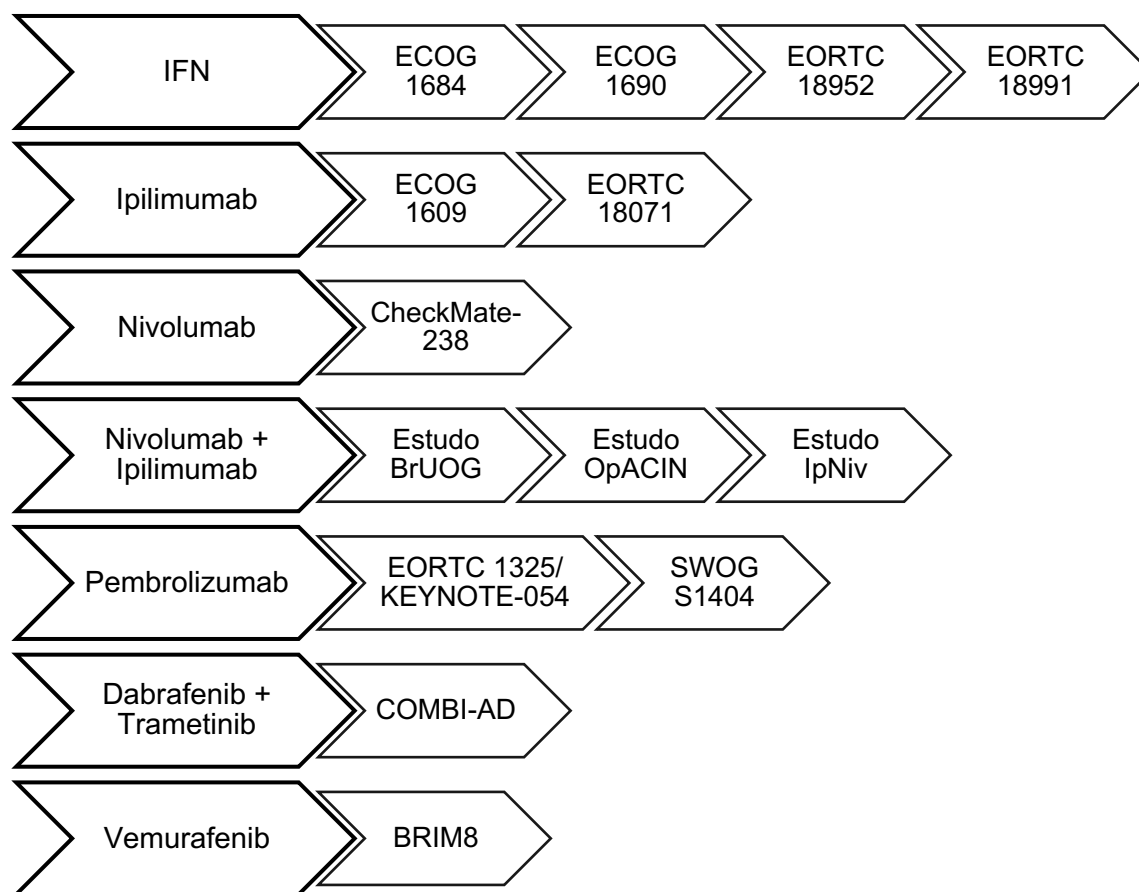 IFN
ECOG
1684
ECOG
1690
EORTC
18952
EORTC
18991
Ipilimumab
ECOG
1609
EORTC
18071
Nivolumab
CheckMate-
238
Nivolumab +
Ipilimumab
Estudo
BrUOG
Estudo
OpACIN
Estudo
IpNiv
Pembrolizumab
EORTC 1325/
KEYNOTE-054
SWOG
S1404
Dabrafenib +
Trametinib
COMBI-AD
Vemurafenib
BRIM8